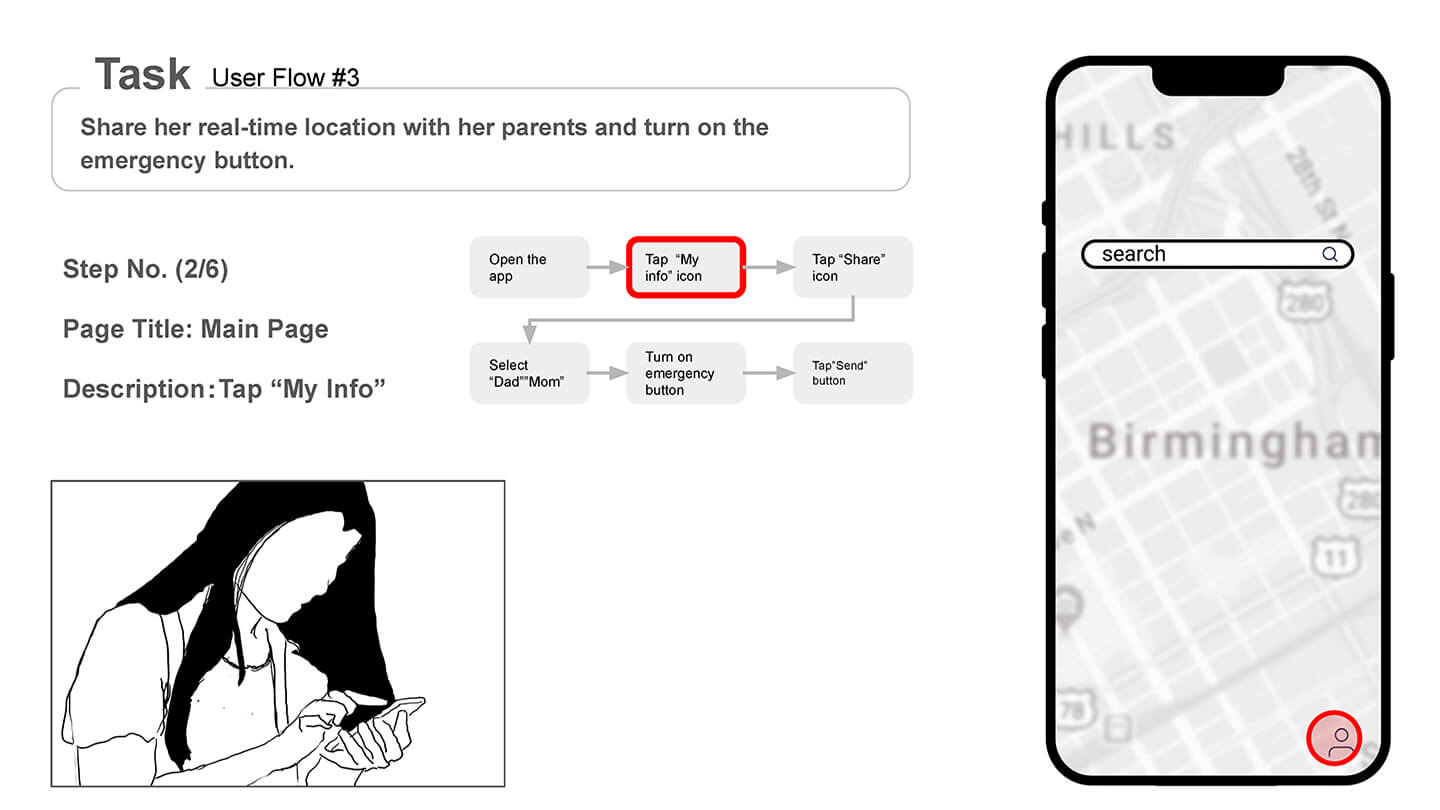 Task User Flow #3
Share her real-time location with her parents and turn on the
emergency button.
Step No. (2/6)
Page Title: Main Page
Description:Tap “My Info”
Open the
app
Tap “My
info” icon
Tap “Share”
icon
Select
“Dad””Mom”
Turn on
emergency
button
Tap"Send"
button
HILLS
28th St N
search
280
Birmingham
280
e N
11
78
S